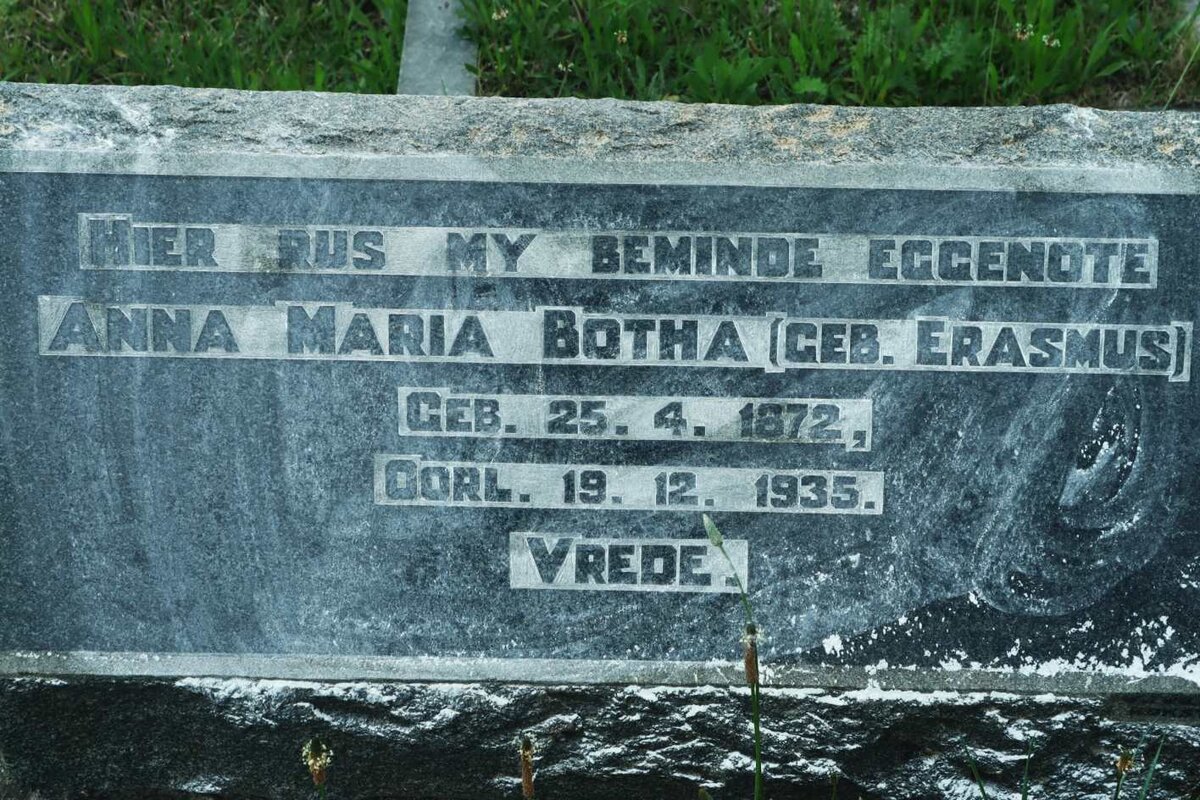 HIER RUS MY BEMINDE EGGENOTE
ANNA MARIA BOTHA (GEB. ERASMUS)
GEB. 25. 4. 1872,
OORL. 19. 12. 1935.
VREDE.